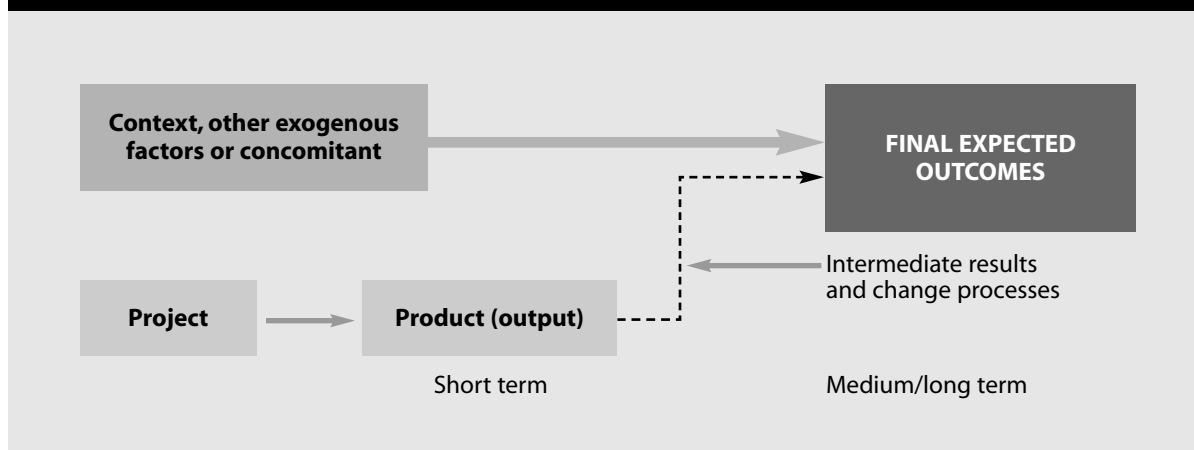 Context, other exogenous
factors or concomitant
FINAL EXPECTED
OUTCOMES
Intermediate results
and change processes
Project
Product (output)
Short term
Medium/long term